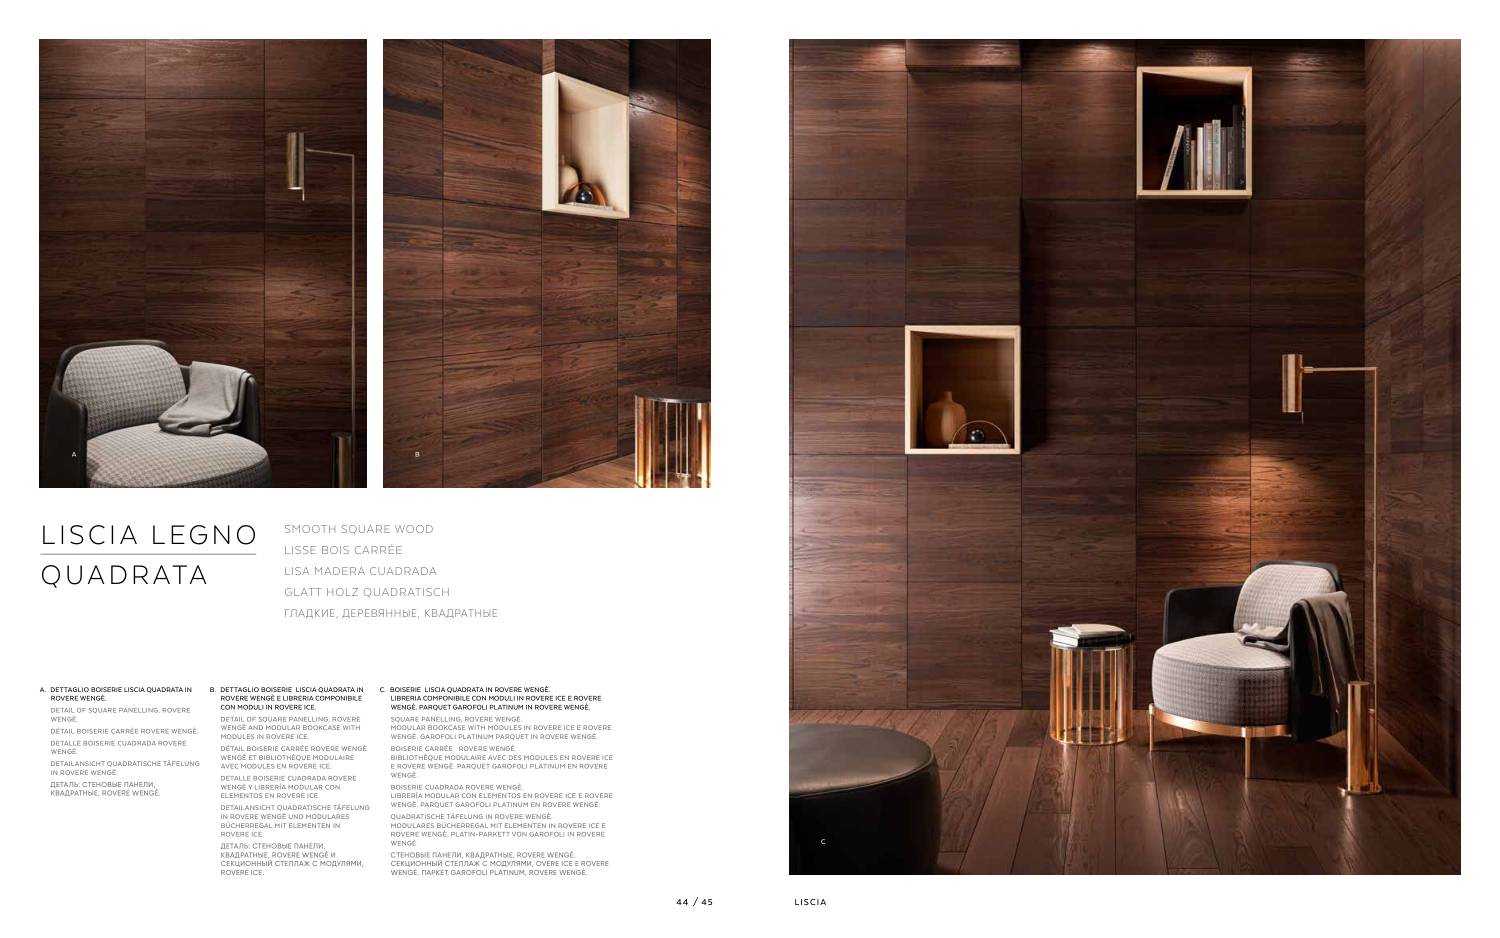 A
B
LISCIA LEGNO
QUADRATA
SMOOTH SQUARE WOOD
LISSE BOIS CARRÉE
LISA MADERA CUADRADA
GLATT HOLZ QUADRATISCH
ГЛАДКИЕ, ДЕРЕВЯННЫЕ, КВАДРАТНЫЕ
A. DETTAGLIO BOISERIE LISCIA QUADRATA IN
ROVERE WENGÈ.
DETAIL OF SQUARE PANELLING, ROVERE
WENGÈ.
DÉTAIL BOISERIE CARRÉE ROVERE WENGÈ.
DETALLE BOISERIE CUADRADA ROVERE
WENGÈ.
DETAILANSICHT QUADRATISCHE TÄFELUNG
IN ROVERE WENGÈ
ДЕТАЛЬ: СТЕНОВЫЕ ПАНЕЛИ,
КВАДРАТНЫЕ, ROVERE WENGÈ.
B. DETTAGLIO BOISERIE LISCIA QUADRATA IN
ROVERE WENGÈ E LIBRERIA COMPONIBILE
CON MODULI IN ROVERE ICE.
DETAIL OF SQUARE PANELLING, ROVERE
WENGÈ AND MODULAR BOOKCASE WITH
MODULES IN ROVERE ICE.
DÉTAIL BOISERIE CARRÉE ROVERE WENGÈ
WENGÈ ET BIBLIOTHÈQUE MODULAIRE
AVEC MODULES EN ROVERE ICE.
DETALLE BOISERIE CUADRADA ROVERE
WENGÈ Y LIBRERÍA MODULAR CON
ELEMENTOS EN ROVERE ICE.
DETAILANSICHT QUADRATISCHE TÄFELUNG
IN ROVERE WENGÈ UND MODULARES
BÜCHERREGAL MIT ELEMENTEN IN
ROVERE ICE.
ДЕТАЛЬ: СТЕНОВЫЕ ПАНЕЛИ,
КВАДРАТНЫЕ, ROVERE WENGÈ И
СЕКЦИОННЫЙ СТЕЛЛАЖ С МОДУЛЯМИ,
ROVERE ICE.
C. BOISERIE LISCIA QUADRATA IN ROVERE WENGÈ.
LIBRERIA COMPONIBILE CON MODULI IN ROVERE ICE E ROVERE
WENGÈ. PARQUET GAROFOLI PLATINUM IN ROVERE WENGÈ.
SQUARE PANELLING, ROVERE WENGÈ.
MODULAR BOOKCASE WITH MODULES IN ROVERE ICE E ROVERE
WENGÈ. GAROFOLI PLATINUM PARQUET IN ROVERE WENGÈ.
BOISERIE CARRÉE ROVERE WENGÈ.
BIBLIOTHÈQUE MODULAIRE AVEC DES MODULES EN ROVERE ICE
E ROVERE WENGÈ. PARQUET GAROFOLI PLATINUM EN ROVERE
WENGÈ.
BOISERIE CUADRADA ROVERE WENGÈ.
LIBRERÍA MODULAR CON ELEMENTOS EN ROVERE ICE E ROVERE
WENGÈ. PARQUET GAROFOLI PLATINUM EN ROVERE WENGÈ.
QUADRATISCHE TÄFELUNG IN ROVERE WENGÈ.
MODULARES BÜCHERREGAL MIT ELEMENTEN IN ROVERE ICE E
ROVERE WENGÈ. PLATIN-PARKETT VON GAROFOLI IN ROVERE
WENGÈ.
СТЕНОВЫЕ ПАНЕЛИ, КВАДРАТНЫЕ, ROVERE WENGÈ.
СЕКЦИОННЫЙ СТЕЛЛАЖ С МОДУЛЯМИ, OVERE ICE E ROVERE
WENGÈ. ПАРКЕТ GAROFOLI PLATINUM, ROVERE WENGÈ.
44 / 45
C
LISCIA